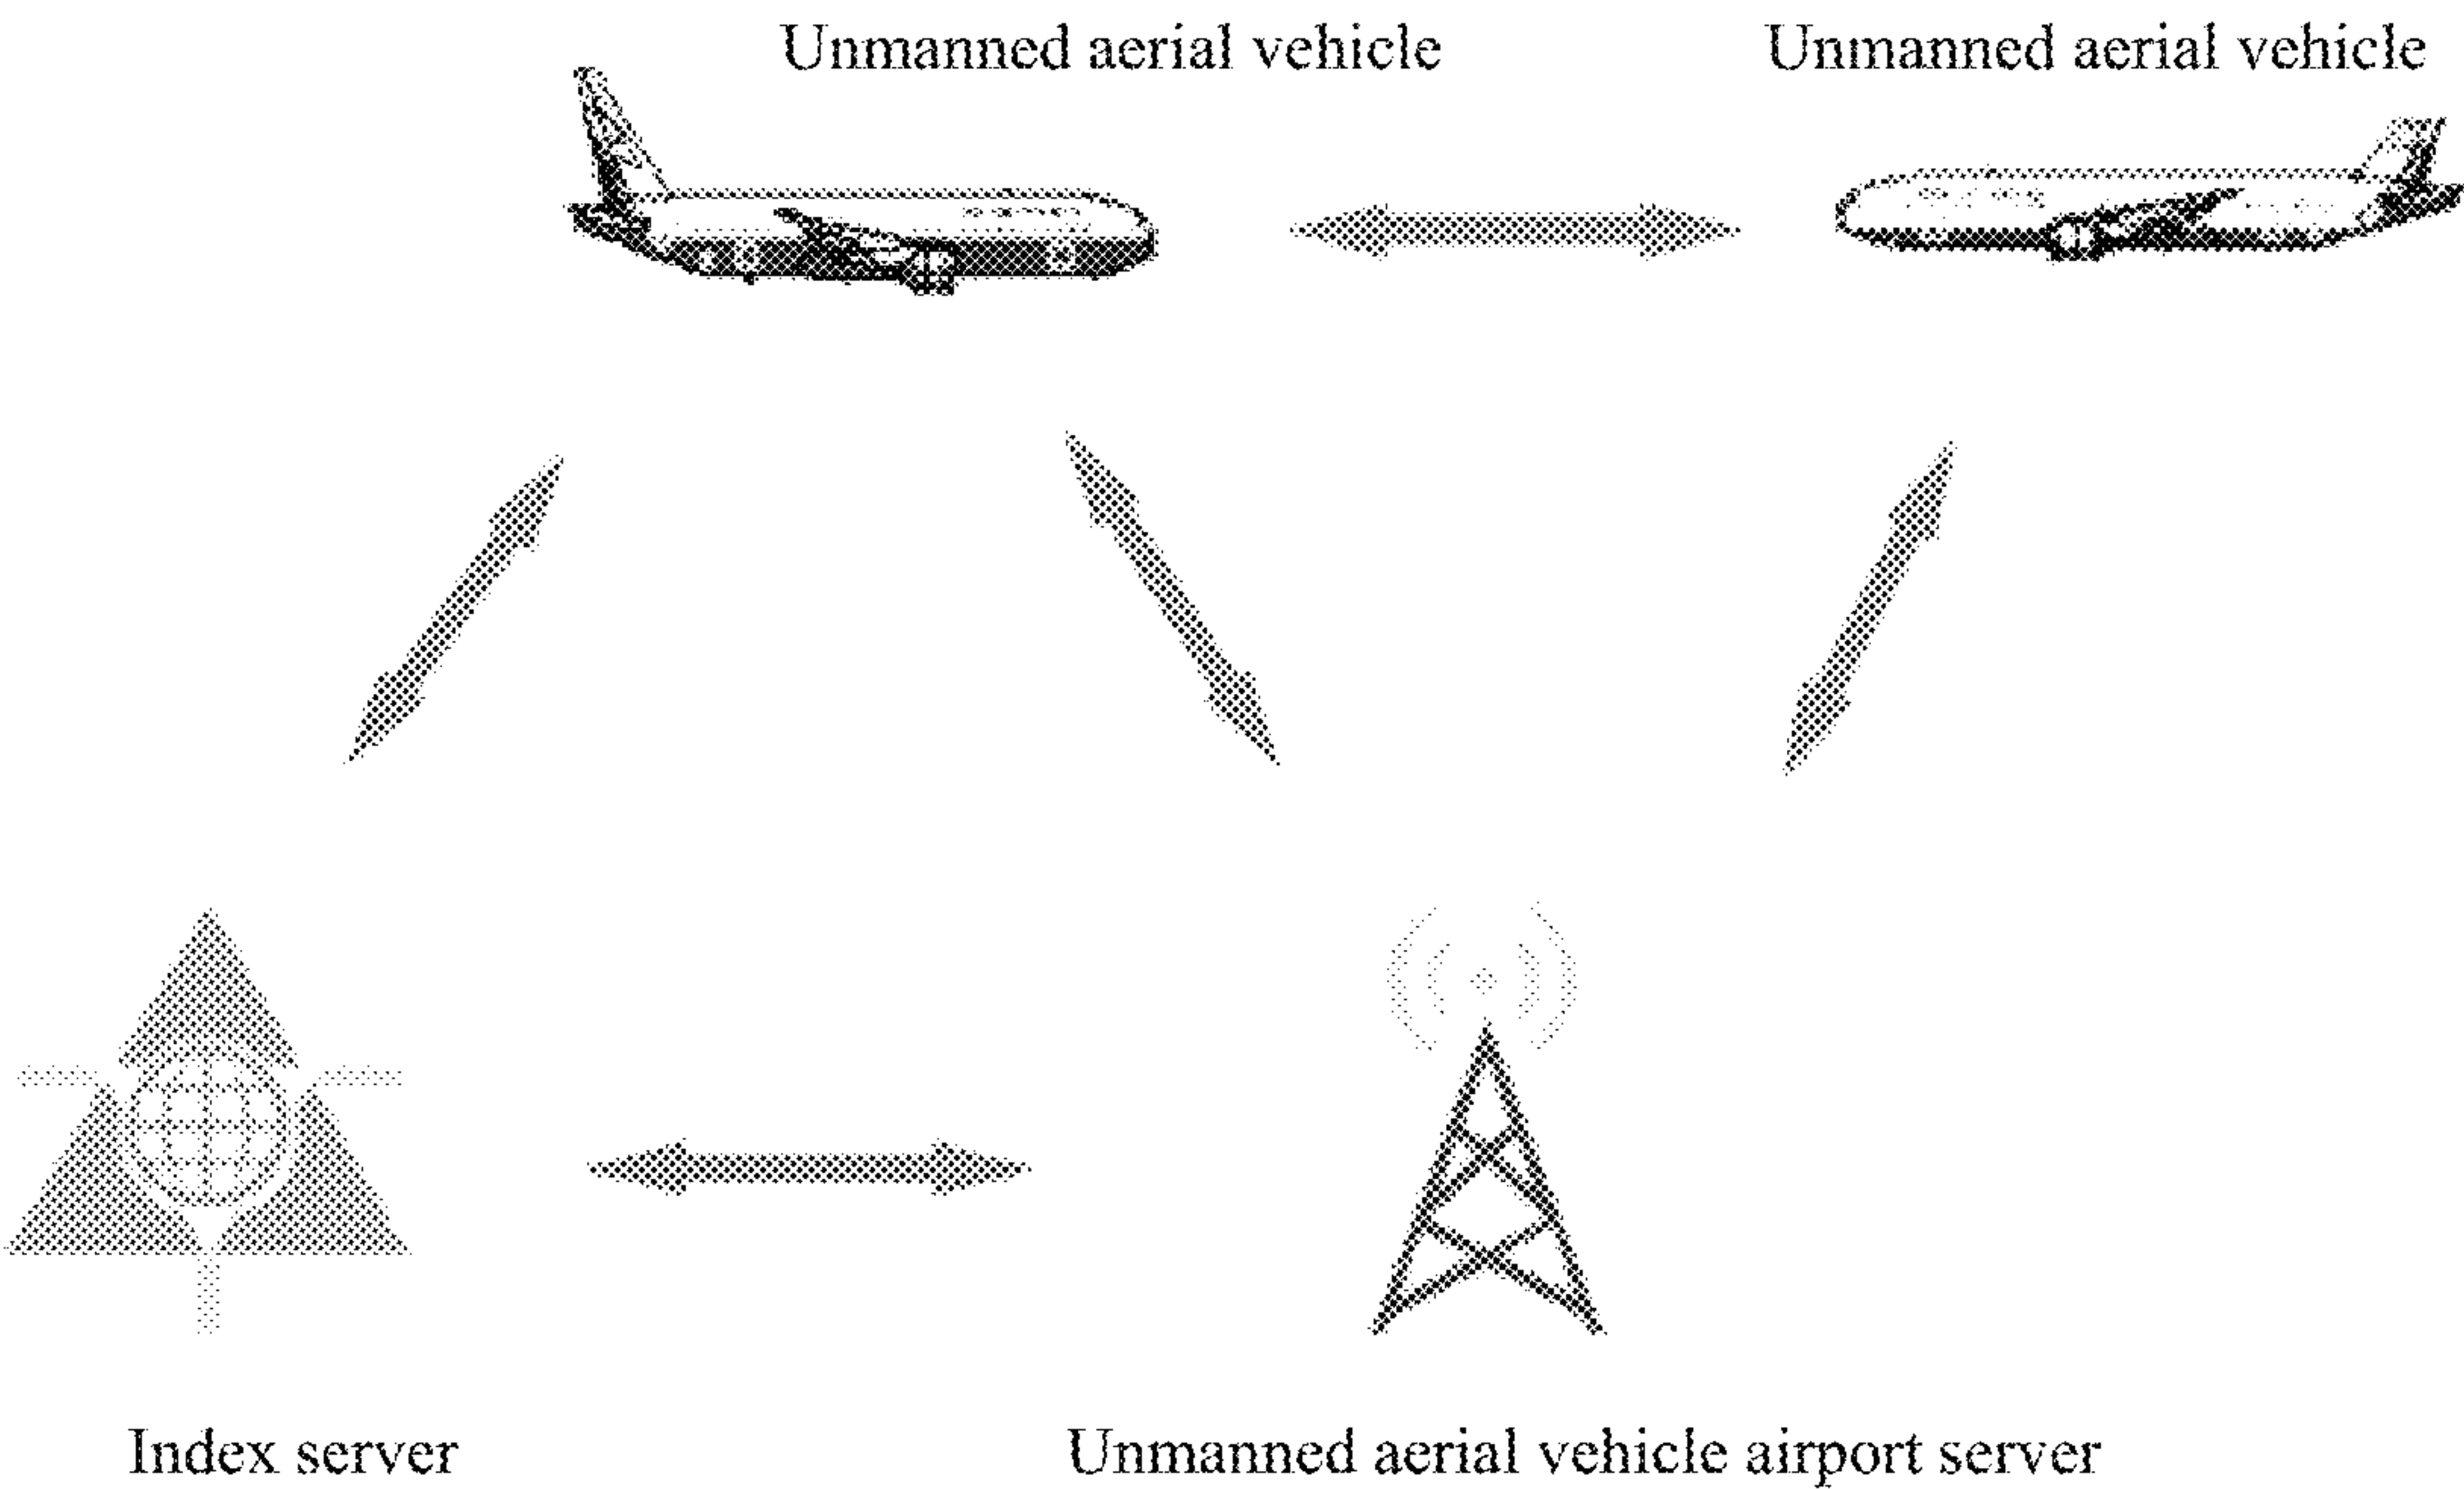 Unmanned aerial vehicle
Unmanned aerial vehicle
Index server
Unmanned aerial vehicle airport server